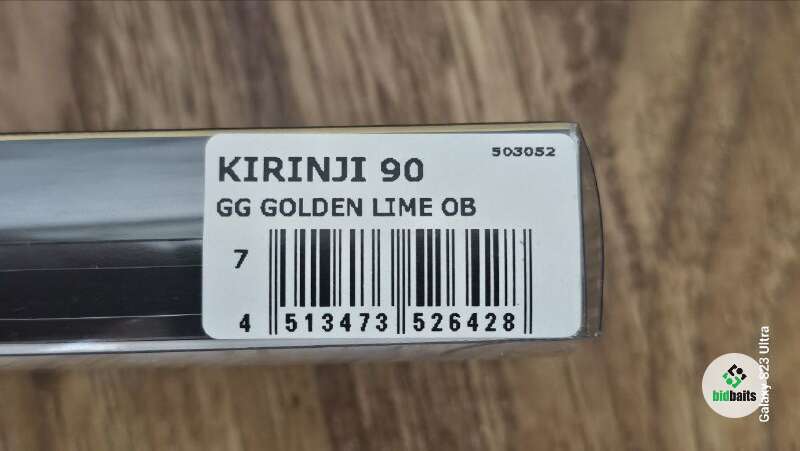 503052
KIRINJI 90
GG GOLDEN LIME OB
7
4 513473 526428
bidbaits
Galaxy S23 Ultra